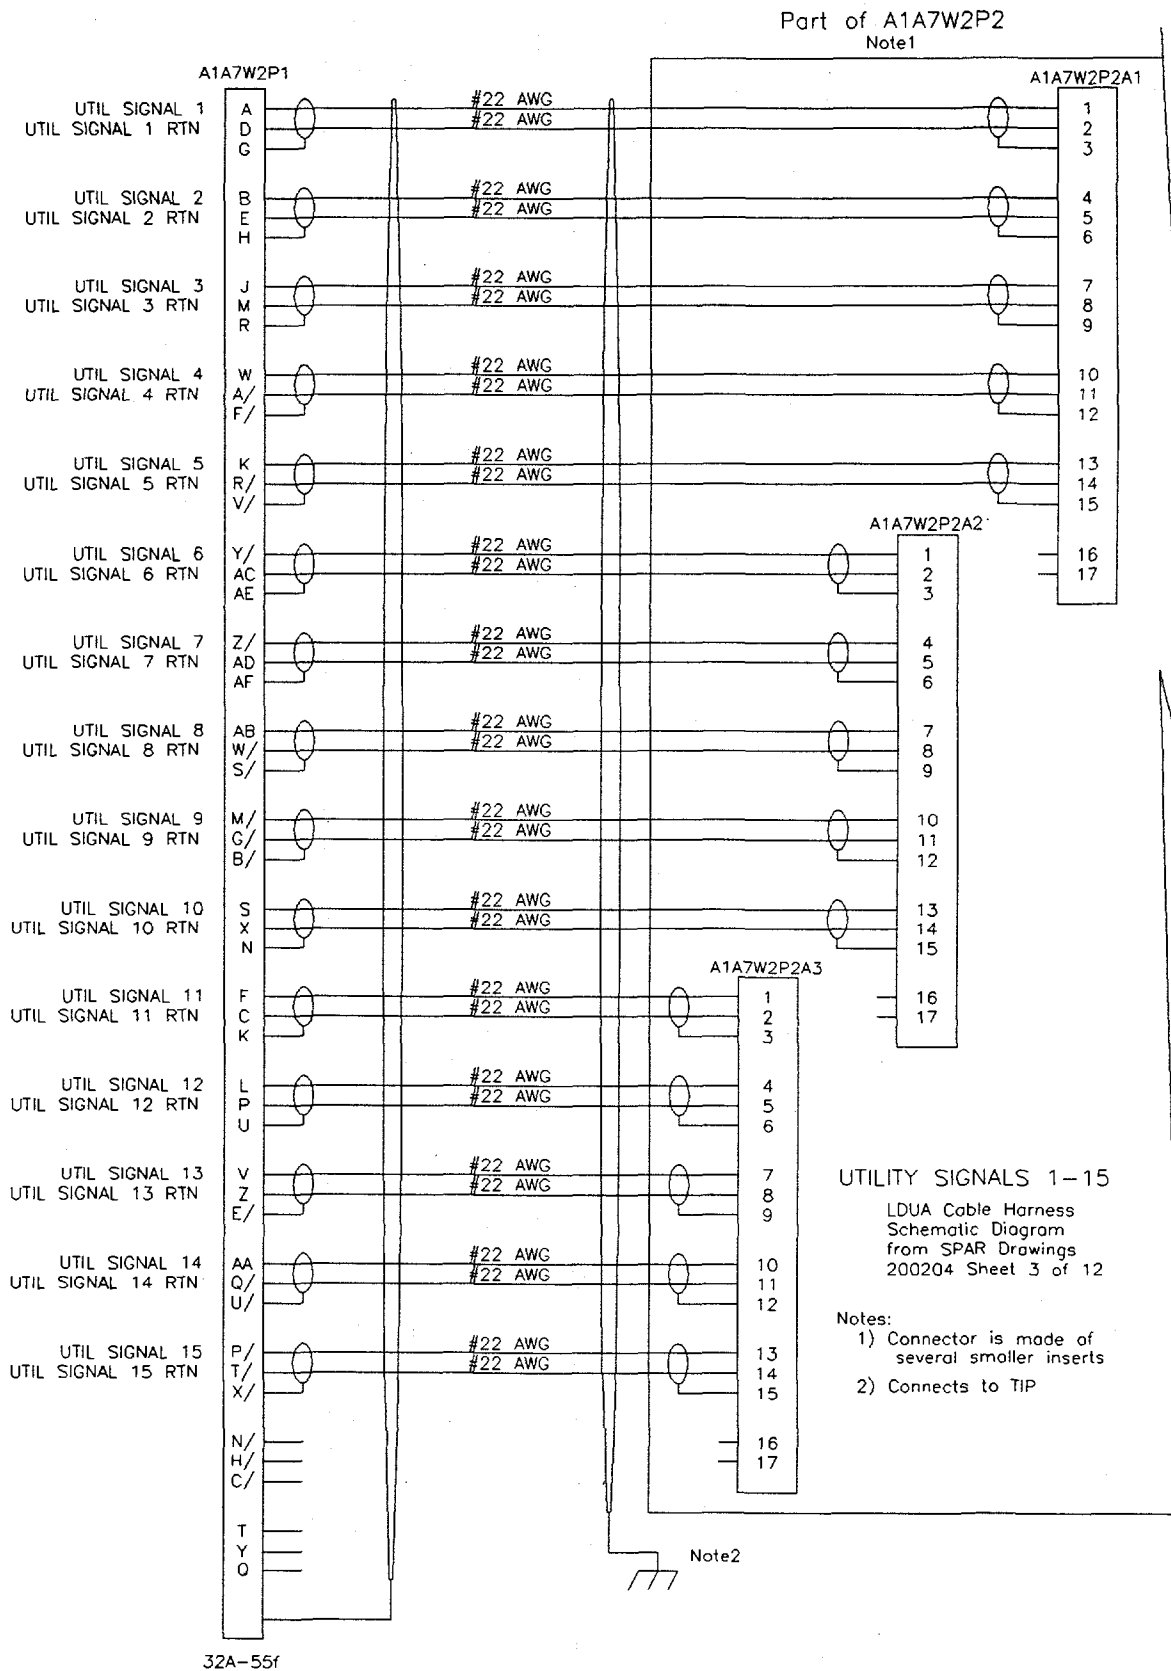 Part of A1A7W2P2
Note1
A1A7W2P1
A1A7W2P2A1
UTIL SIGNAL 1 A #22 AWG 1
UTIL SIGNAL 1 RTN D #22 AWG 2
G 3
UTIL SIGNAL 2 B #22 AWG 4
UTIL SIGNAL 2 RTN E #22 AWG 5
H 6
UTIL SIGNAL 3 J #22 AWG 7
UTIL SIGNAL 3 RTN M #22 AWG 8
R 9
UTIL SIGNAL 4 W #22 AWG 10
UTIL SIGNAL 4 RTN A/ #22 AWG 11
F/ 12
UTIL SIGNAL 5 K #22 AWG 13
UTIL SIGNAL 5 RTN R/ #22 AWG 14
V/ 15
A1A7W2P2A2
UTIL SIGNAL 6 Y/ #22 AWG 1 16
UTIL SIGNAL 6 RTN AC #22 AWG 2 17
AE 3
UTIL SIGNAL 7 Z/ #22 AWG 4
UTIL SIGNAL 7 RTN AD #22 AWG 5
AF 6
UTIL SIGNAL 8 AB #22 AWG 7
UTIL SIGNAL 8 RTN W/ #22 AWG 8
S/ 9
UTIL SIGNAL 9 M/ #22 AWG 10
UTIL SIGNAL 9 RTN G/ #22 AWG 11
B/ 12
UTIL SIGNAL 10 S #22 AWG 13
UTIL SIGNAL 10 RTN X #22 AWG 14
N 15
A1A7W2P2A3
UTIL SIGNAL 11 F #22 AWG 1 16
UTIL SIGNAL 11 RTN C #22 AWG 2 17
K 3
UTIL SIGNAL 12 L #22 AWG 4
UTIL SIGNAL 12 RTN P #22 AWG 5
U 6
UTIL SIGNAL 13 V #22 AWG 7
UTIL SIGNAL 13 RTN Z #22 AWG 8
E/ 9
UTIL SIGNAL 14 AA #22 AWG 10
UTIL SIGNAL 14 RTN Q/ #22 AWG 11
U/ 12
UTIL SIGNAL 15 P/ #22 AWG 13
UTIL SIGNAL 15 RTN T/ #22 AWG 14
X/ 15
N/ 16
H/ 17
C/
T
Y
Q
32A-55f
Note2
UTILITY SIGNALS 1-15
LDUA Cable Harness
Schematic Diagram
from SPAR Drawings
200204 Sheet 3 of 12
Notes:
1) Connector is made of
several smaller inserts
2) Connects to TIP